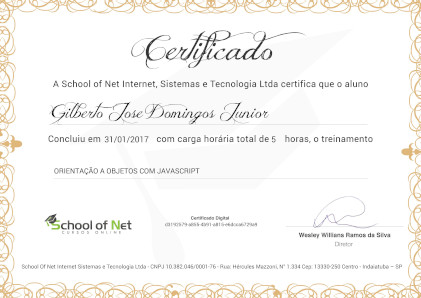 Certificado
A School of Net Internet, Sistemas e Tecnologia Ltda certifica que o aluno
Gilberto Jose Domingos Junior
Concluiu em 31/01/2017 com carga horária total de 5 horas, o treinamento
ORIENTAÇÃO A OBJETOS COM JAVASCRIPT
School of Net
CURSOS ONLINE
Certificado Digital
Wesley Willians Ramos da Silva
Diretor
School Of Net Internet Sistemas e Tecnologia Ltda - CNPJ 10.382.046/0001-76 - Rua: Hércules Mazzoni, N° 1.334 Cep: 13330-250 Centro - Indaiatuba – SP